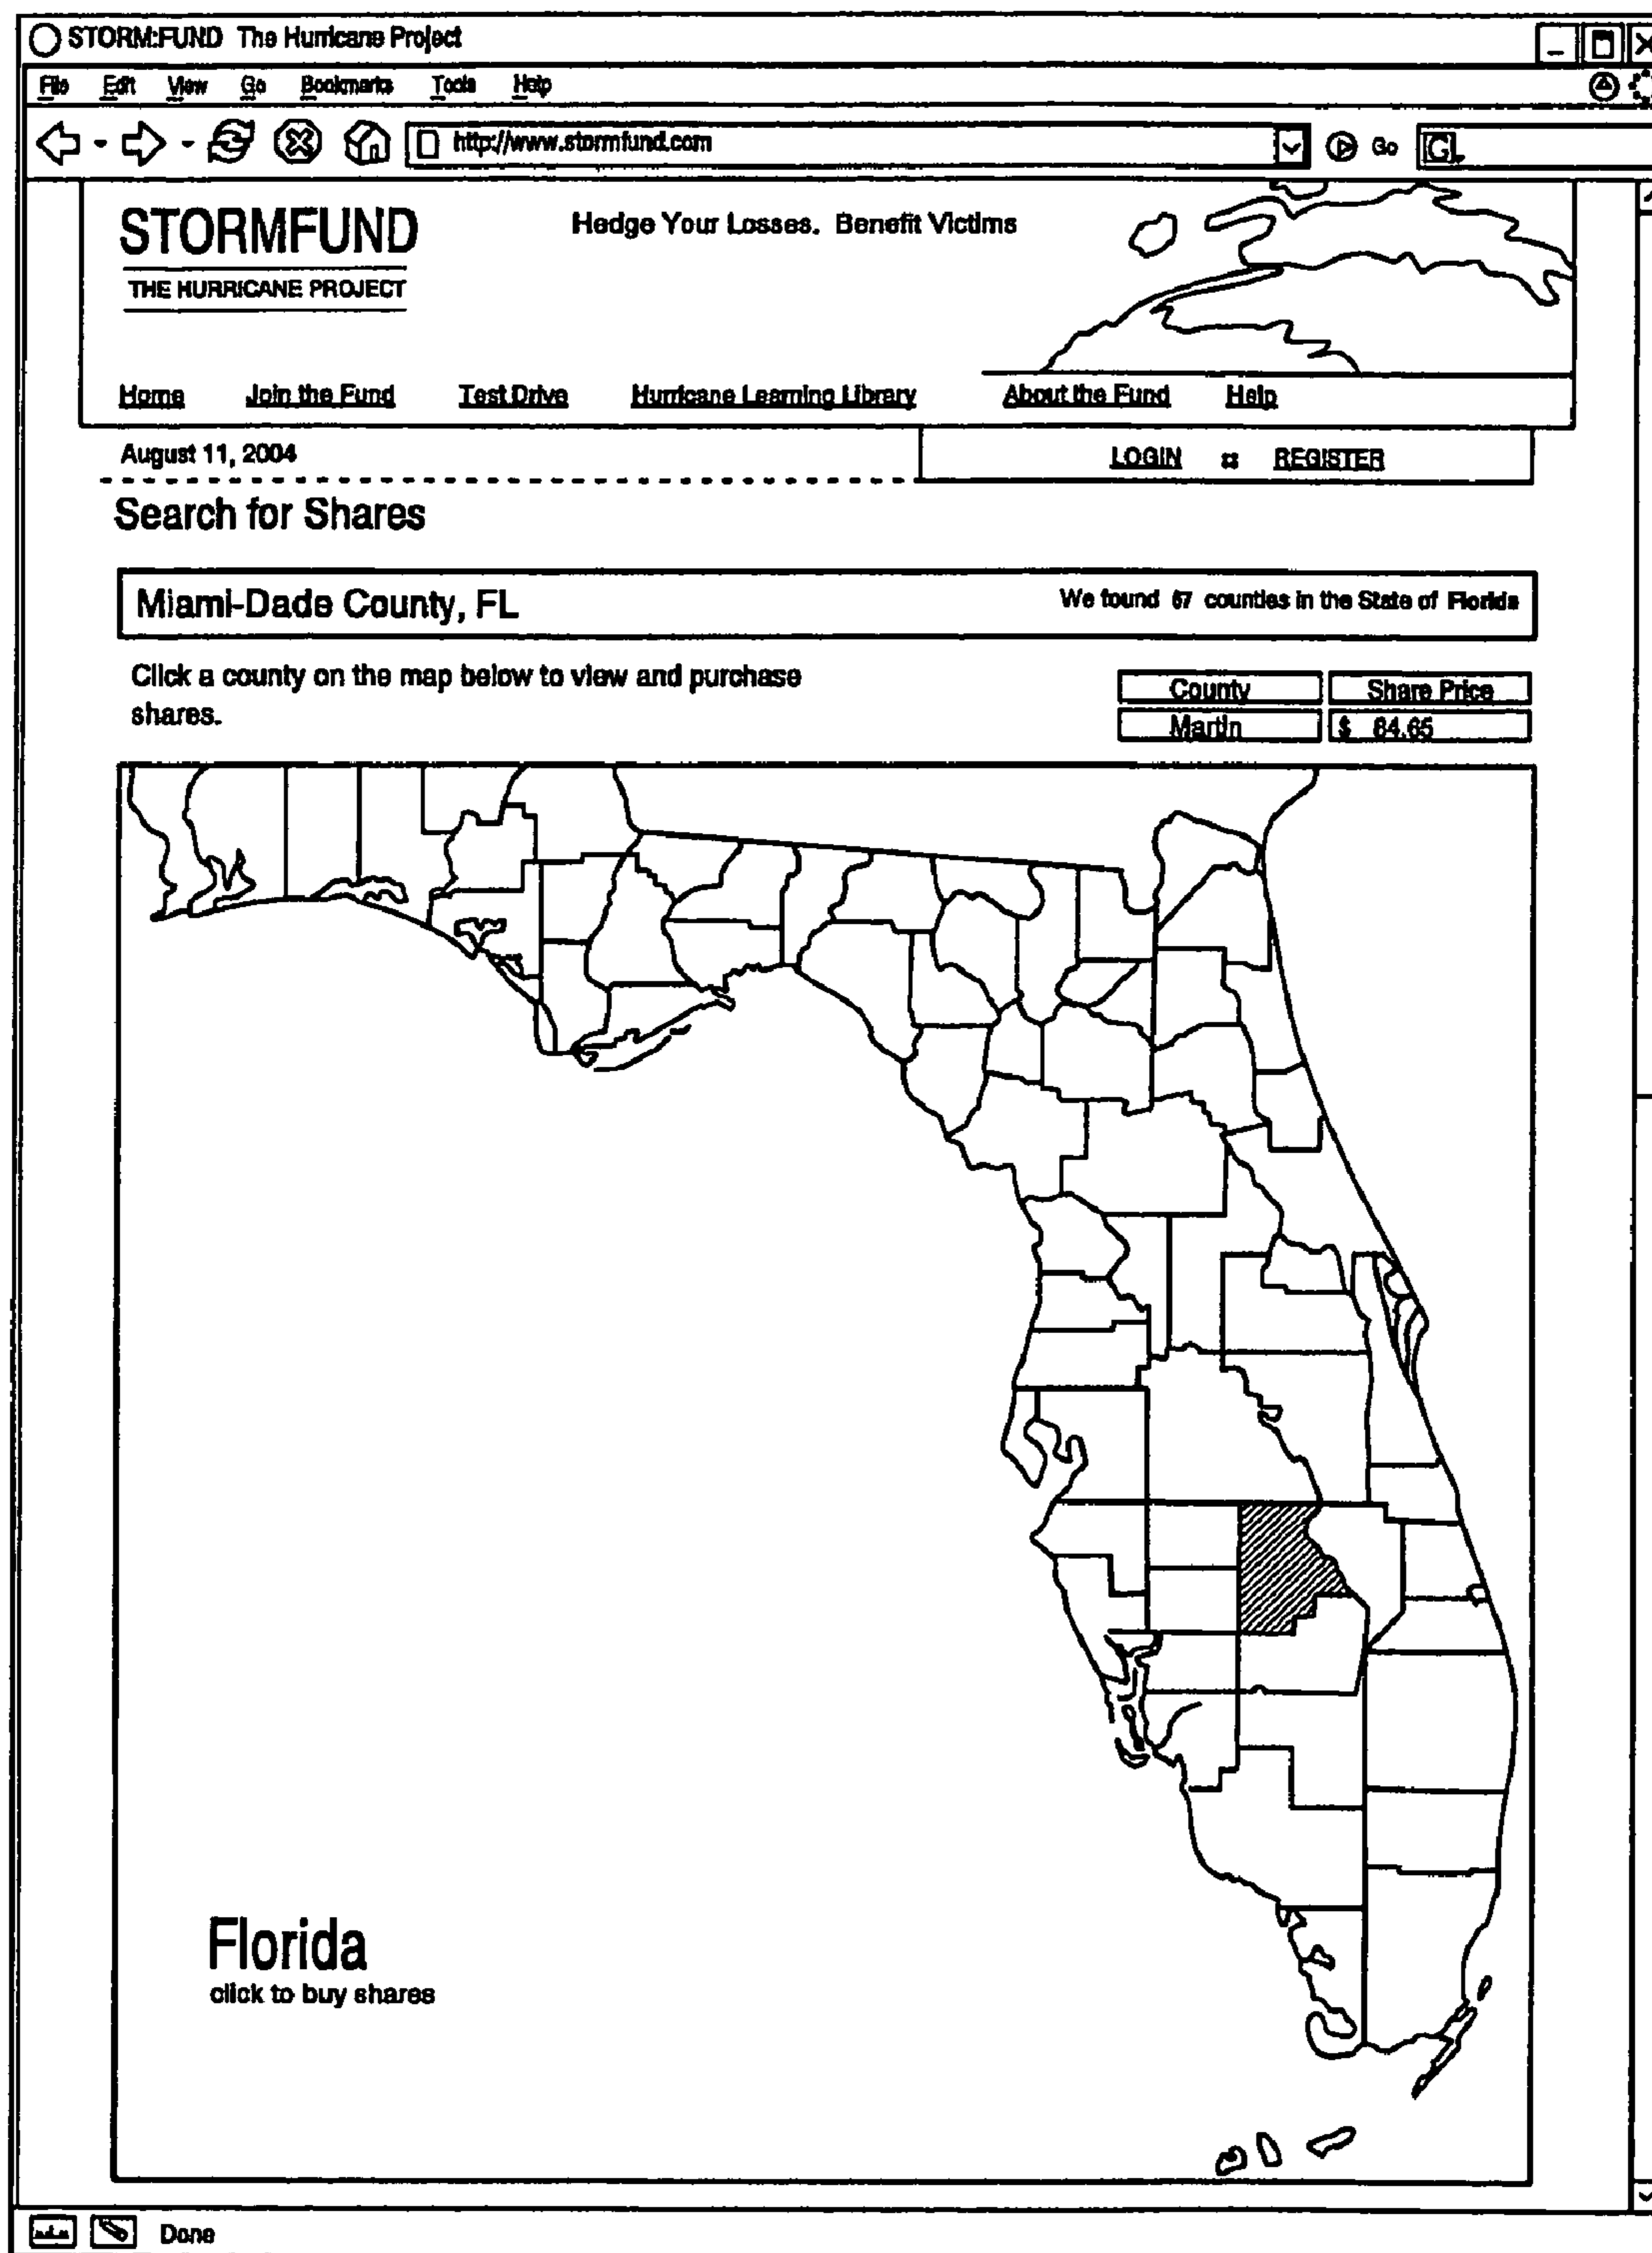 STORM:FUND The Hurricane Project
File Edit View Go Bookmarks Tools Help
http://www.stormfund.com Go G
STORMFUND
Hedge Your Losses. Benefit Victims
THE HURRICANE PROJECT
Home Join the Fund Test Drive Hurricane Learning Library About the Fund Help
August 11, 2004
LOGIN REGISTER
Search for Shares
Miami-Dade County, FL
We found 67 counties in the State of Florida
Click a county on the map below to view and purchase
shares.
County Share Price
Martin $ 84.65
Florida
click to buy shares
Done